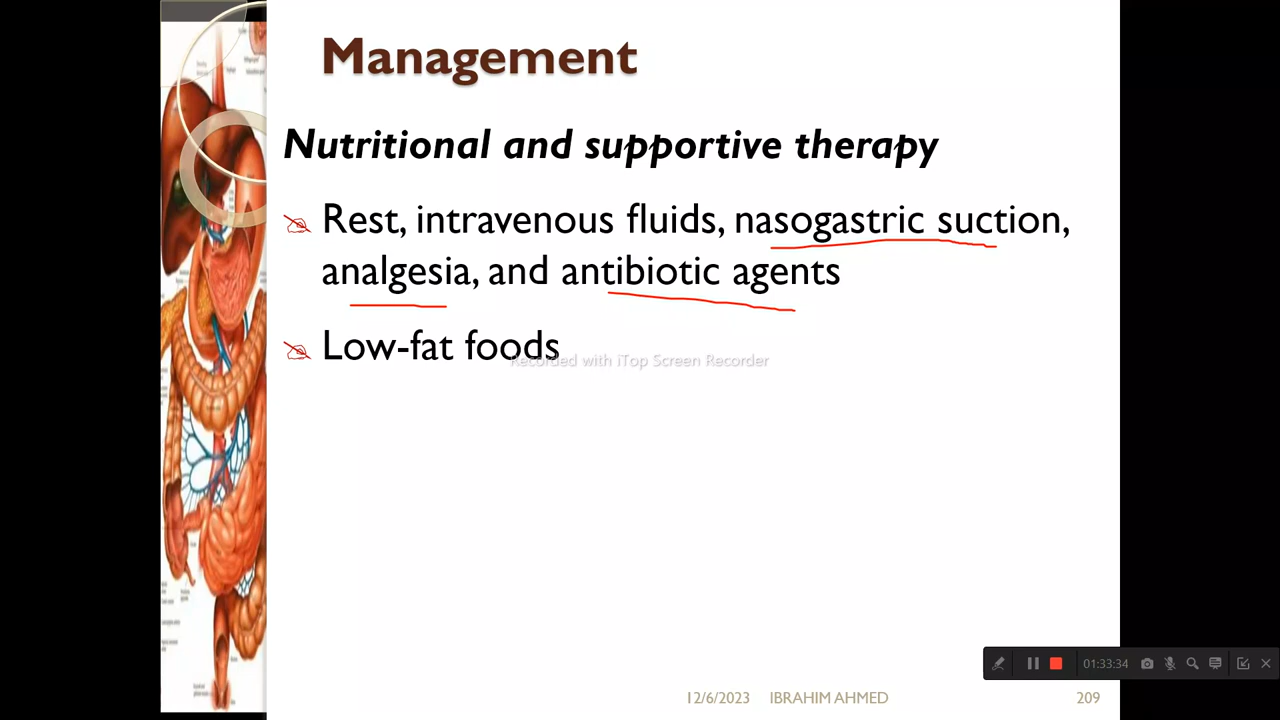 Management
Nutritional and supportive therapy
Rest, intravenous fluids, nasogastric suction,
analgesia, and antibiotic agents
Low-fat foods
Recorded with iTop Screen Recorder
01:33:34
12/6/2023 IBRAHIM AHMED 209